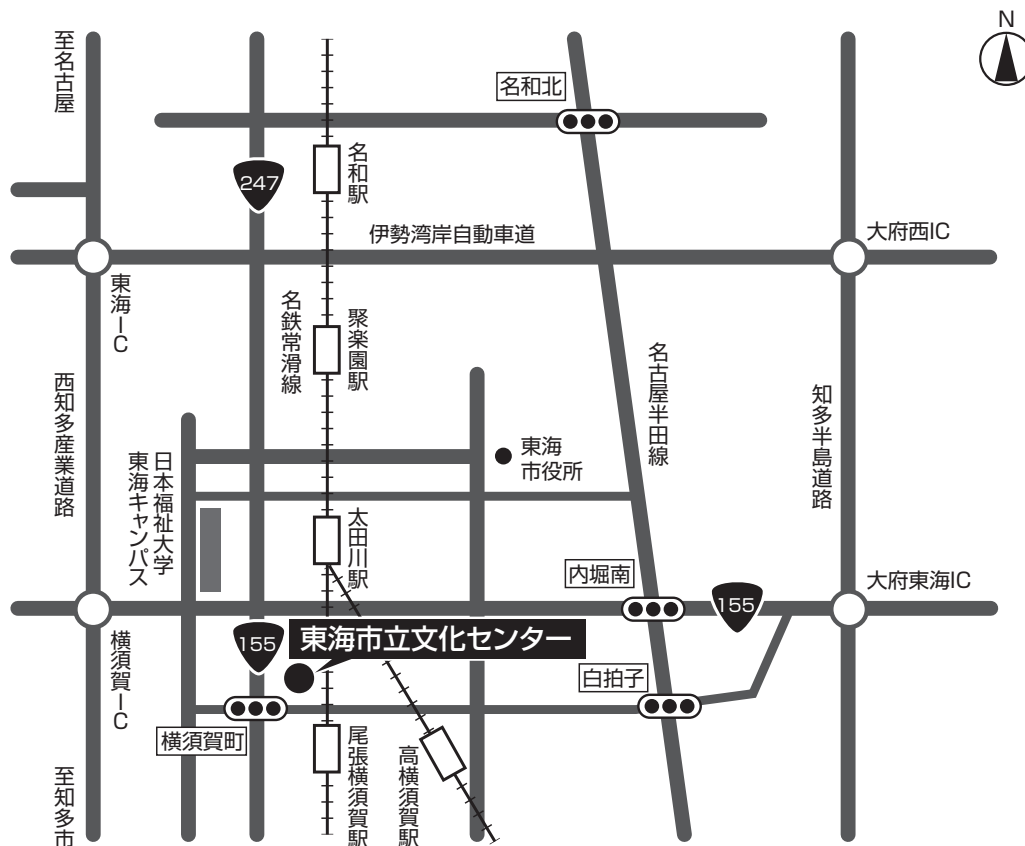 N
至名古屋
名和北
247
名和駅
伊勢湾岸自動車道
大府西IC
東海IC
名鉄常滑線
聚楽園駅
名古屋半田線
西知多産業道路
知多半島道路
日本福祉大学
東海キャンパス
東海
市役所
太田川駅
内堀南
155
大府東海IC
横須賀IC
155
東海市立文化センター
白拍子
横須賀町
尾張横須賀駅
高横須賀駅
至知多市